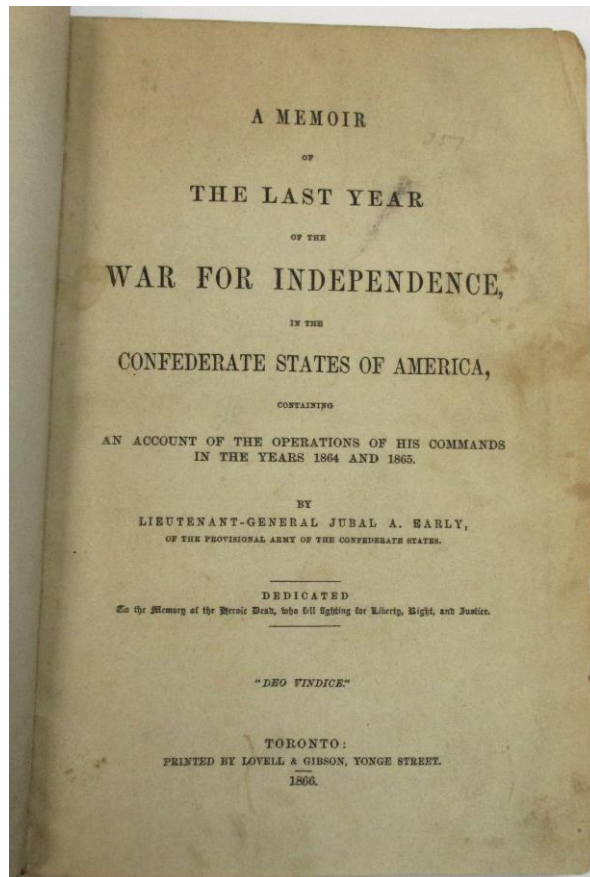 A MEMOIR
OF
THE LAST YEAR
OF THE
WAR FOR INDEPENDENCE,
IN THE
CONFEDERATE STATES OF AMERICA,
CONTAINING
AN ACCOUNT OF THE OPERATIONS OF HIS COMMANDS
IN THE YEARS 1864 AND 1865.
BY
LIEUTENANT-GENERAL JUBAL A. EARLY,
OF THE PROVISIONAL ARMY OF THE CONFEDERATE STATES.
DEDICATED
To the Memory of the Heroic Dead, who fell fighting for Liberty, Right, and Justice.
"DEO VINDICE."
TORONTO:
PRINTED BY LOVELL & GIBSON, YONGE STREET.
1866.